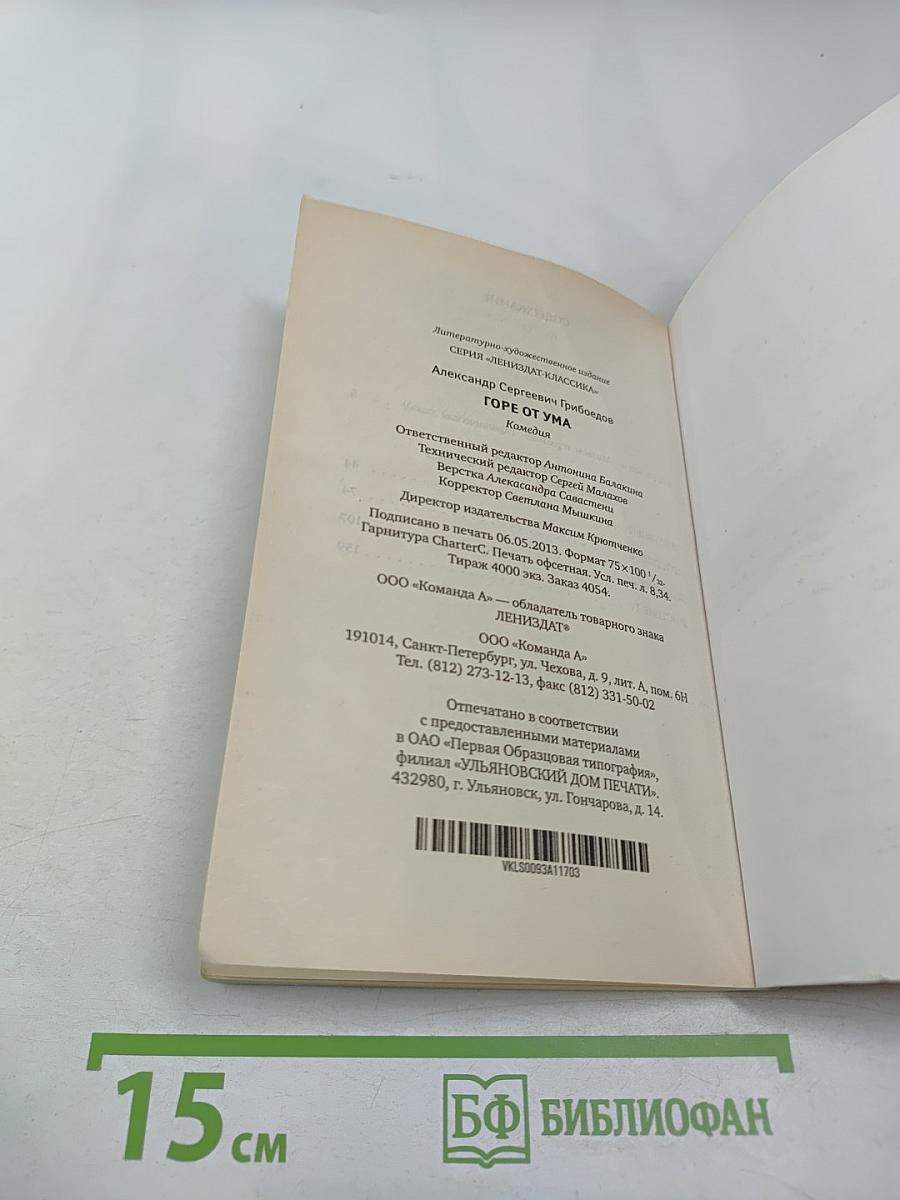 Литературно-художественное издание
СЕРИЯ «ЛЕНИЗДАТ-КЛАССИКА»
Александр Сергеевич Грибоедов
ГОРЕ ОТ УМА
Комедия
Ответственный редактор Антонина Балакина
Технический редактор Сергей Малахов
Верстка Алекасандра Савастени
Корректор Светлана Мышкина
Директор издательства Максим Крютченко
Подписано в печать 06.05.2013. Формат 75×100 1/32.
Гарнитура CharterC. Печать офсетная. Усл. печ. л. 8,34.
Тираж 4000 экз. Заказ 4054.
ООО «Команда А» — обладатель товарного знака
ЛЕНИЗДАТ®
ООО «Команда А»
191014, Санкт-Петербург, ул. Чехова, д. 9, лит. А, пом. 6Н
Тел. (812) 273-12-13, факс (812) 331-50-02
Отпечатано в соответствии
с предоставленными материалами
в ОАО «Первая Образцовая типография»,
филиал «УЛЬЯНОВСКИЙ ДОМ ПЕЧАТИ».
432980, г. Ульяновск, ул. Гончарова, д. 14.
VKLS0093A11703
15 см
БФ БИБЛИОФАН